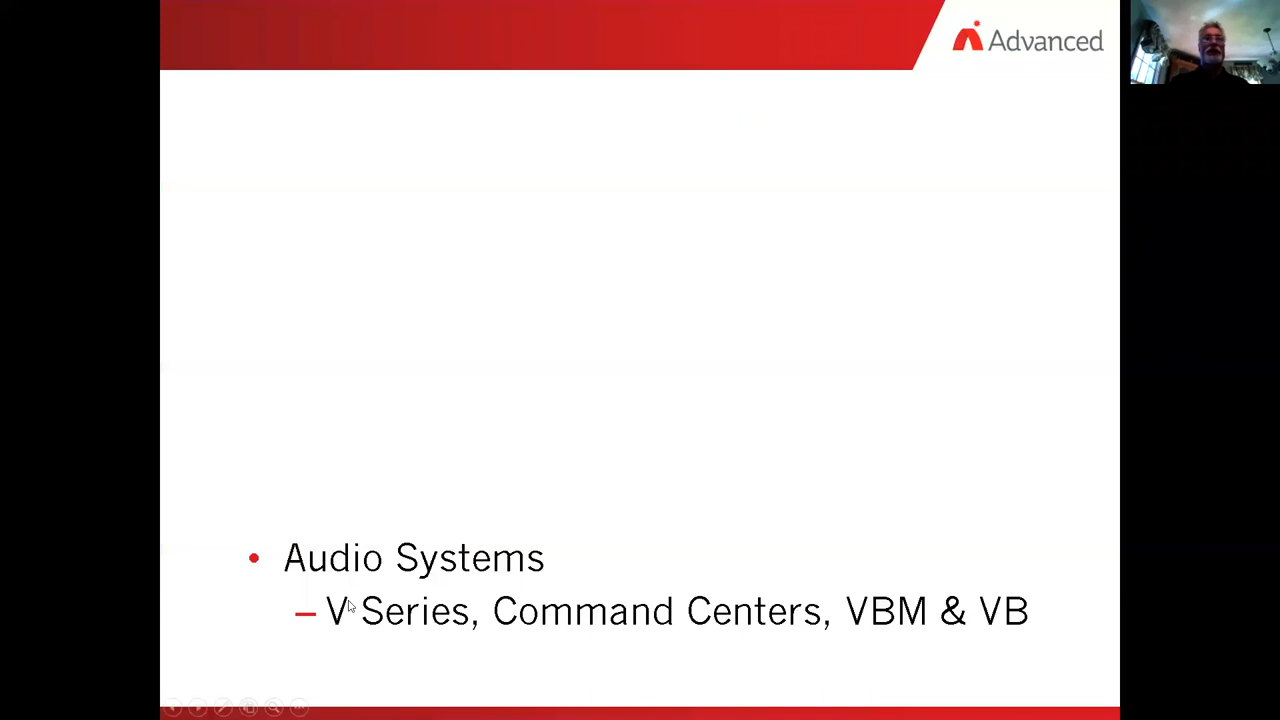 Advanced
• Audio Systems
– V Series, Command Centers, VBM & VB